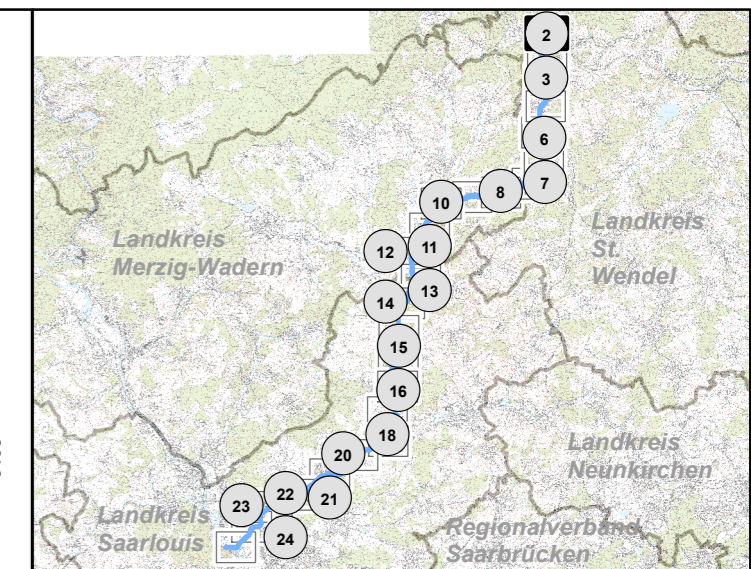 2
3
6
7
8
10
11
12
13
14
15
16
18
20
21
22
23
24
Landkreis
Merzig-Wadern
Landkreis
St.
Wendel
Landkreis
Neunkirchen
Landkreis
Saarlouis
Regionalverband
Saarbrücken